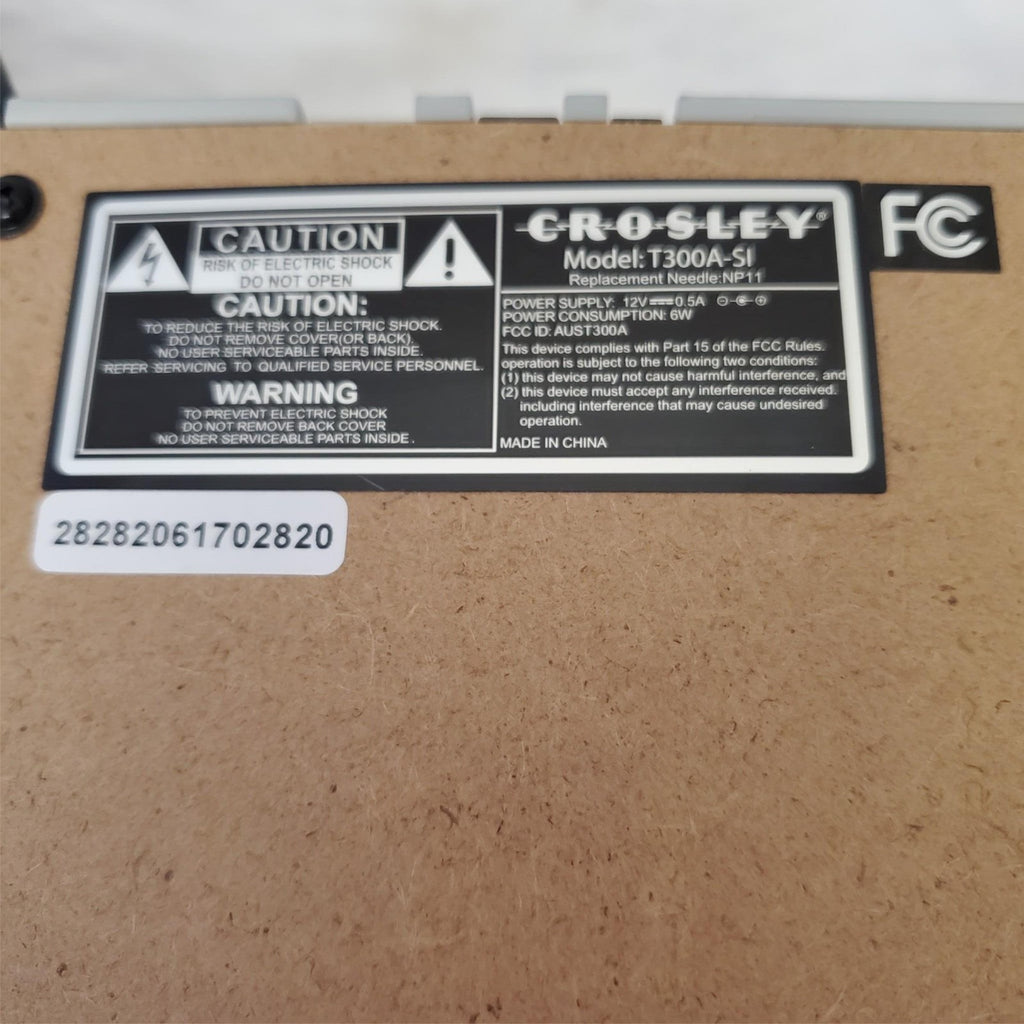 CAUTION
RISK OF ELECTRIC SHOCK
DO NOT OPEN
CAUTION:
TO REDUCE THE RISK OF ELECTRIC SHOCK.
DO NOT REMOVE COVER(OR BACK).
NO USER SERVICEABLE PARTS INSIDE.
REFER SERVICING TO QUALIFIED SERVICE PERSONNEL.
WARNING
TO PREVENT ELECTRIC SHOCK
DO NOT REMOVE BACK COVER
NO USER SERVICEABLE PARTS INSIDE.
CROSLEY®
Model: T300A-SI
Replacement Needle:NP11
POWER SUPPLY: 12V⎓0.5A
POWER CONSUMPTION: 6W
FCC ID: AUST300A
This device complies with Part 15 of the FCC Rules.
operation is subject to the following two conditions:
(1) this device may not cause harmful interference, and
(2) this device must accept any interference received.
including interference that may cause undesired
operation.
MADE IN CHINA
FC
28282061702820